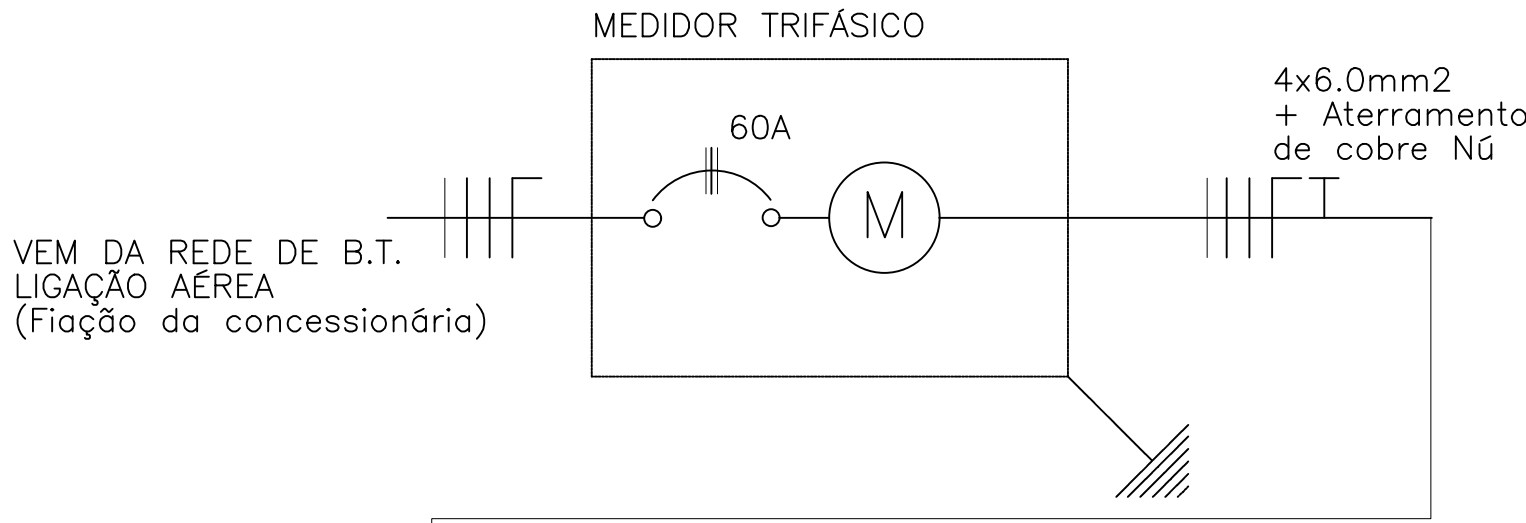 MEDIDOR TRIFÁSICO
4x6.0mm2
+ Aterramento
de cobre Nú
60A
M
VEM DA REDE DE B.T.
LIGAÇÃO AÉREA
(Fiação da concessionária)